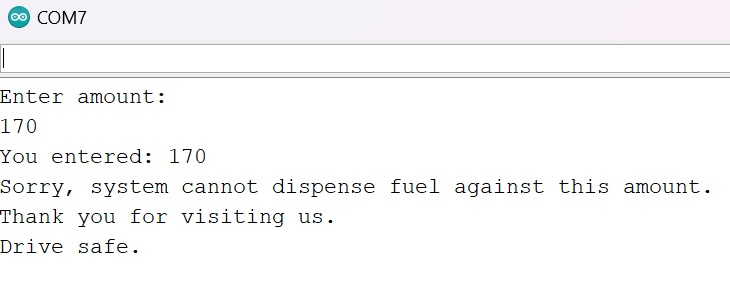 COM7
Enter amount:
170
You entered: 170
Sorry, system cannot dispense fuel against this amount.
Thank you for visiting us.
Drive safe.